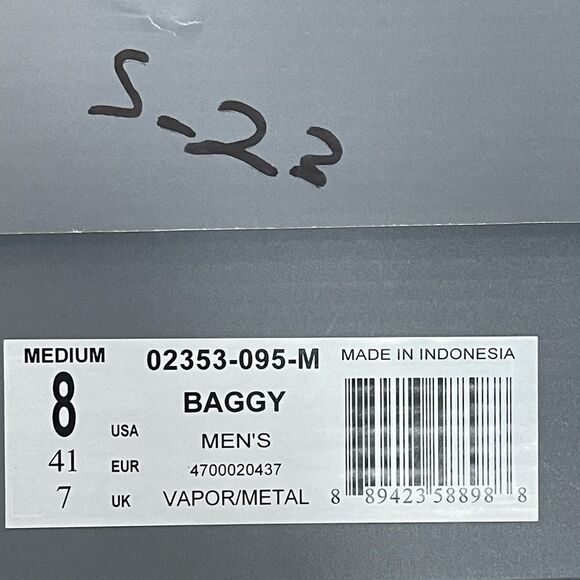 S-23
MEDIUM
8 USA
41 EUR
7 UK
02353-095-M
BAGGY
MEN'S
4700020437
VAPOR/METAL
MADE IN INDONESIA
8 89423 58898 8